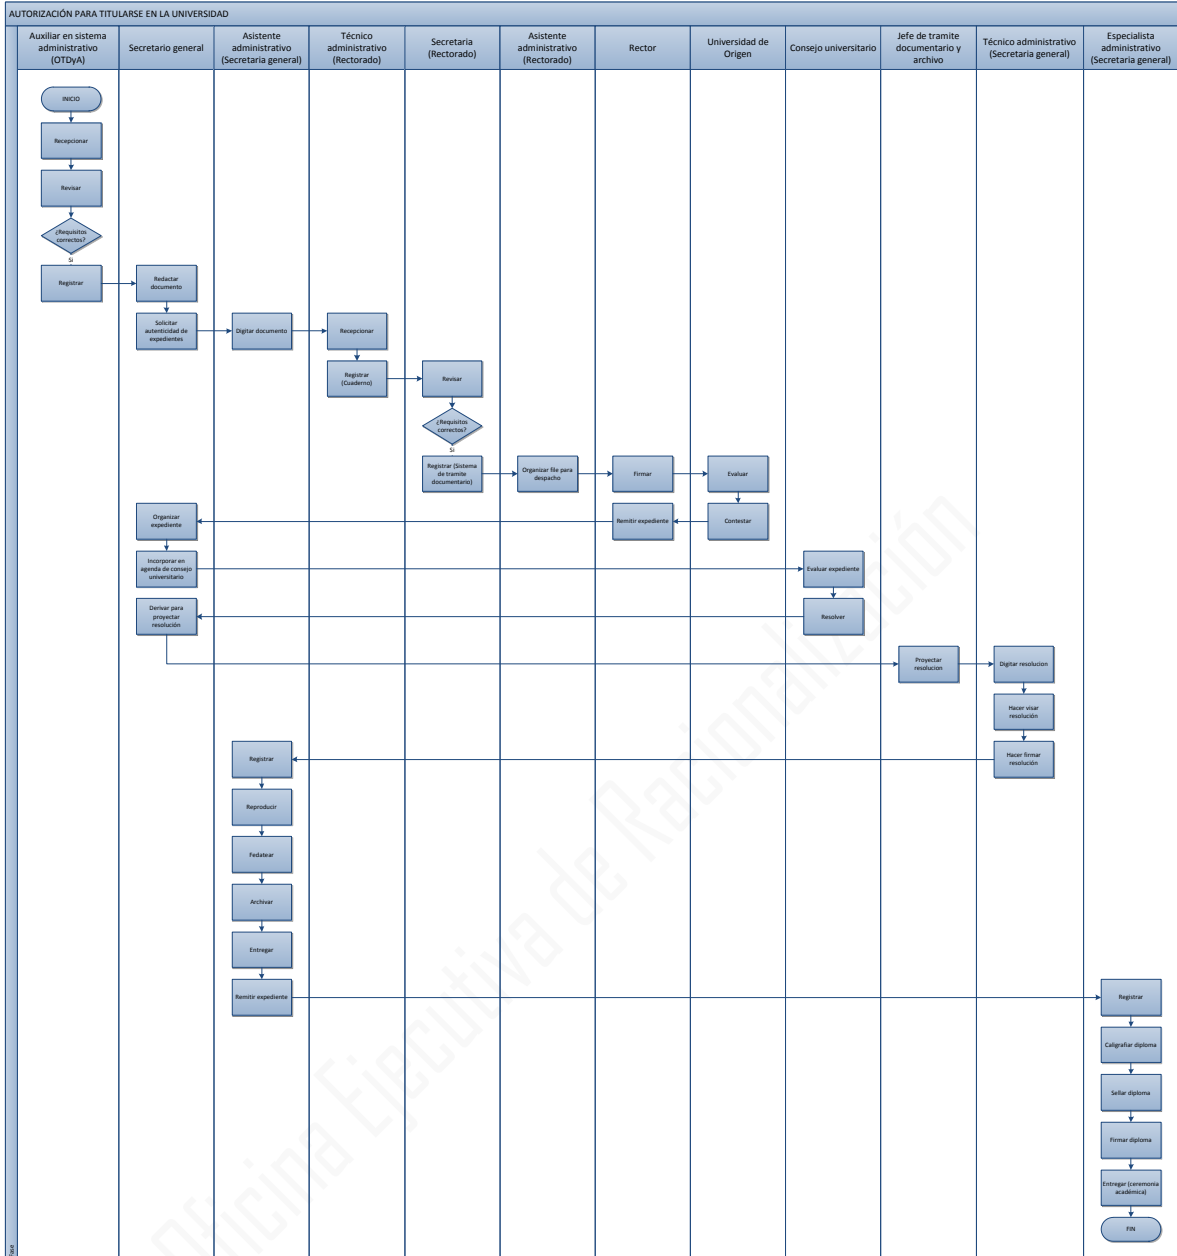 AUTORIZACIÓN PARA TITULARSE EN LA UNIVERSIDAD
Auxiliar en sistema
administrativo
(OTDyA)
Secretario general
Asistente
administrativo
(Secretaria general)
Técnico
administrativo
(Rectorado)
Secretaria
(Rectorado)
Asistente
administrativo
(Rectorado)
Rector
Universidad de
Origen
Consejo universitario
Jefe de tramite
documentario y
archivo
Técnico administrativo
(Secretaria general)
Especialista
administrativo
(Secretaria general)
INICIO
Recepcionar
Revisar
¿Requisitos
correctos?
Si
Registrar
Redactar
documento
Solicitar
autenticidad de
expedientes
Digitar documento
Recepcionar
Registrar
(Cuaderno)
Revisar
¿Requisitos
correctos?
Si
Registrar (Sistema
de tramite
documentario)
Organizar file para
despacho
Firmar
Evaluar
Organizar
expediente
Remitir expediente
Contestar
Incorporar en
agenda de consejo
universitario
Evaluar expediente
Derivar para
proyectar
resolución
Resolver
Proyectar
resolucion
Digitar resolucion
Hacer visar
resolución
Registrar
Hacer firmar
resolución
Reproducir
Fedatear
Archivar
Entregar
Remitir expediente
Registrar
Caligrafiar diploma
Sellar diploma
Firmar diploma
Entregar (ceremonia
académica)
FIN
Fase
Oficina Ejecutiva de Racionalización